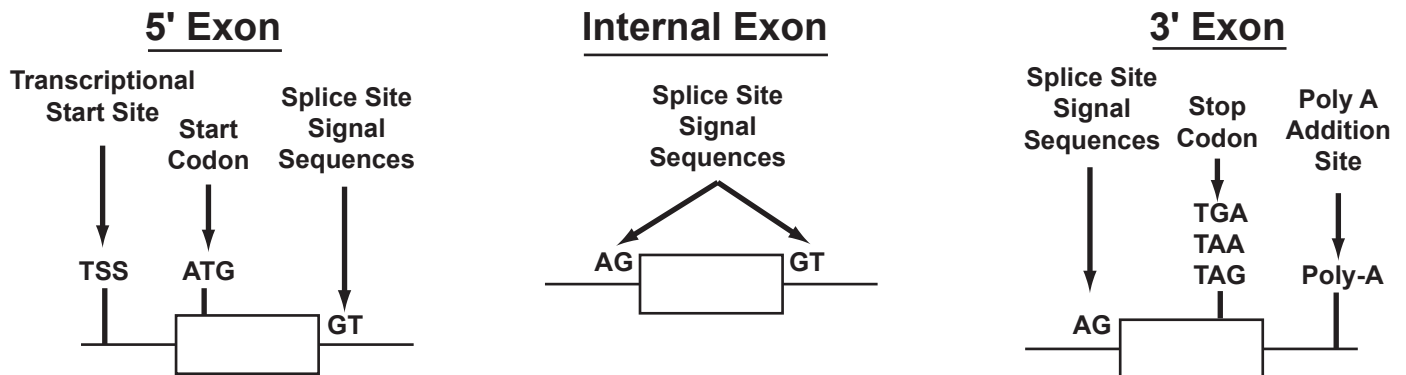 5' Exon
Transcriptional
Start Site
Start
Codon
Splice Site
Signal
Sequences
TSS
ATG
GT
Internal Exon
Splice Site
Signal
Sequences
AG
GT
3' Exon
Splice Site
Signal
Sequences
Stop
Codon
Poly A
Addition
Site
TGA
TAA
TAG
Poly-A
AG